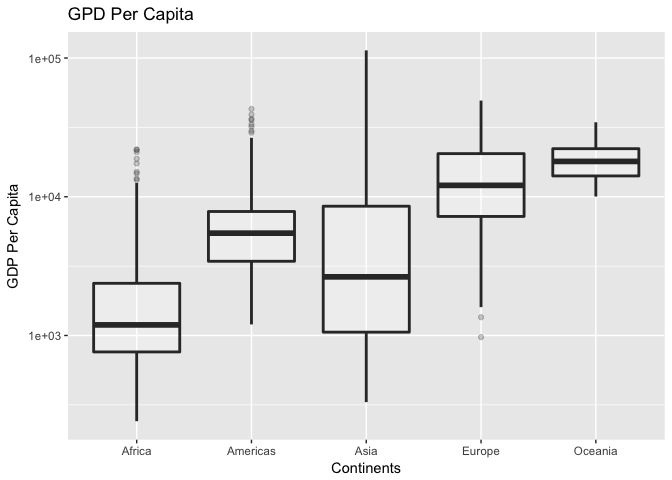 GPD Per Capita
1e+05
1e+04
1e+03
GDP Per Capita
Africa
Americas
Asia
Europe
Oceania
Continents